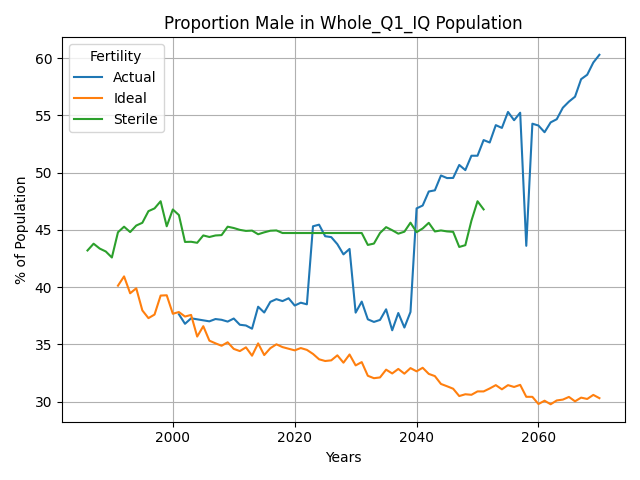 Proportion Male in Whole_Q1_IQ Population
Fertility
Actual
Ideal
Sterile
% of Population
60
55
50
45
40
35
30
2000
2020
2040
2060
Years